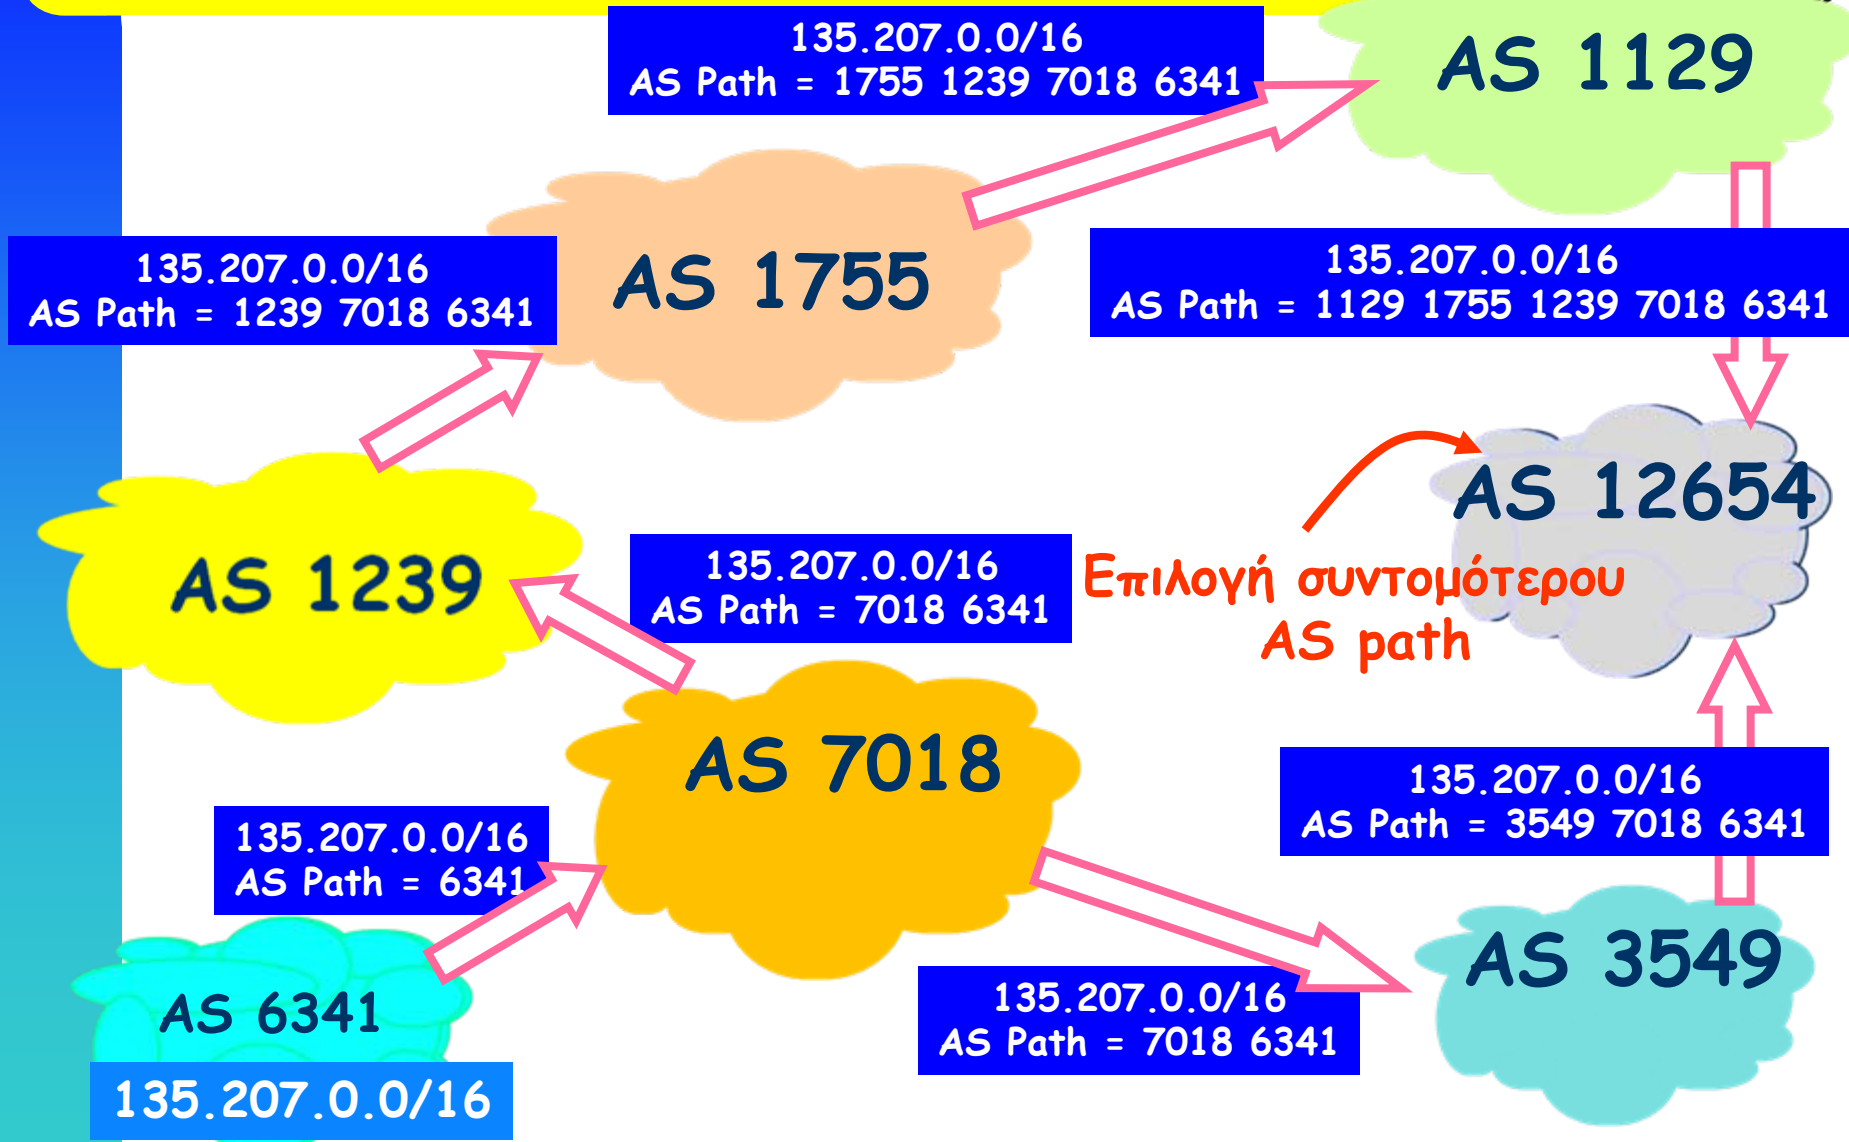 135.207.0.0/16
AS Path = 1755 1239 7018 6341
AS 1129
AS 1755
135.207.0.0/16
AS Path = 1239 7018 6341
135.207.0.0/16
AS Path = 1129 1755 1239 7018 6341
AS 12654
AS 1239
135.207.0.0/16
AS Path = 7018 6341
Επιλογή συντομότερου
AS path
AS 7018
135.207.0.0/16
AS Path = 3549 7018 6341
135.207.0.0/16
AS Path = 6341
AS 3549
AS 6341
135.207.0.0/16
AS Path = 7018 6341
135.207.0.0/16